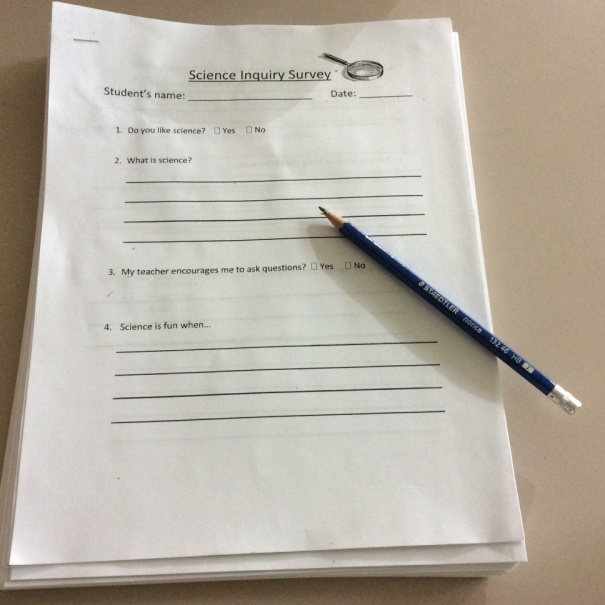 Science Inquiry Survey
Student's name: ____________________ Date: __________
1. Do you like science? ☐ Yes ☐ No
2. What is science?
3. My teacher encourages me to ask questions? ☐ Yes ☐ No
4. Science is fun when...
STAEDTLER norica 132 46 HB 2